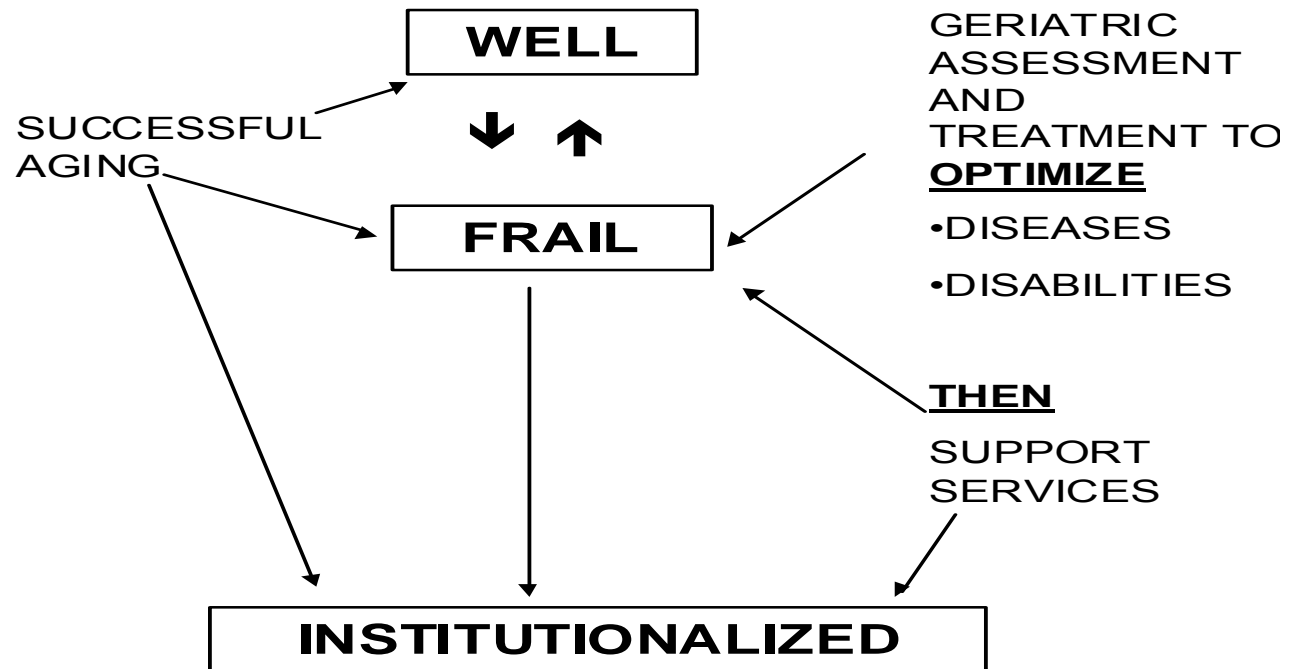 WELL
SUCCESSFUL
AGING
FRAIL
INSTITUTIONALIZED
GERIATRIC
ASSESSMENT
AND
TREATMENT TO
OPTIMIZE
•DISEASES
•DISABILITIES
THEN
SUPPORT
SERVICES